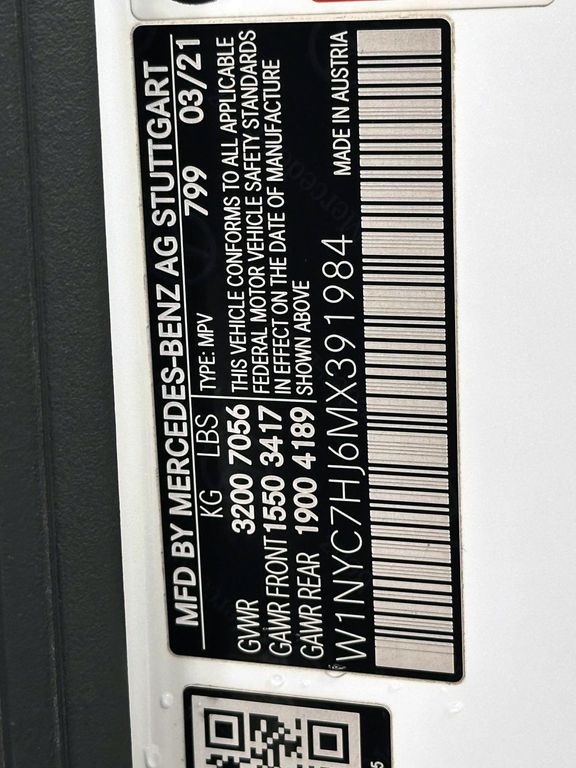 MFD BY MERCEDES-BENZ AG STUTTGART
799 03/21
KG LBS
GVWR 3200 7056
GAWR FRONT 1550 3417
GAWR REAR 1900 4189
TYPE: MPV
THIS VEHICLE CONFORMS TO ALL APPLICABLE
FEDERAL MOTOR VEHICLE SAFETY STANDARDS
IN EFFECT ON THE DATE OF MANUFACTURE
SHOWN ABOVE
MADE IN AUSTRIA
W1NYC7HJ6MX391984